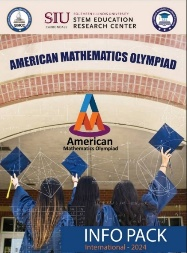 SIU
STEM EDUCATION
RESEARCH CENTER
AMERICAN MATHEMATICS OLYMPIAD
American
Mathematics Olympiad
INFO PACK
International - 2024